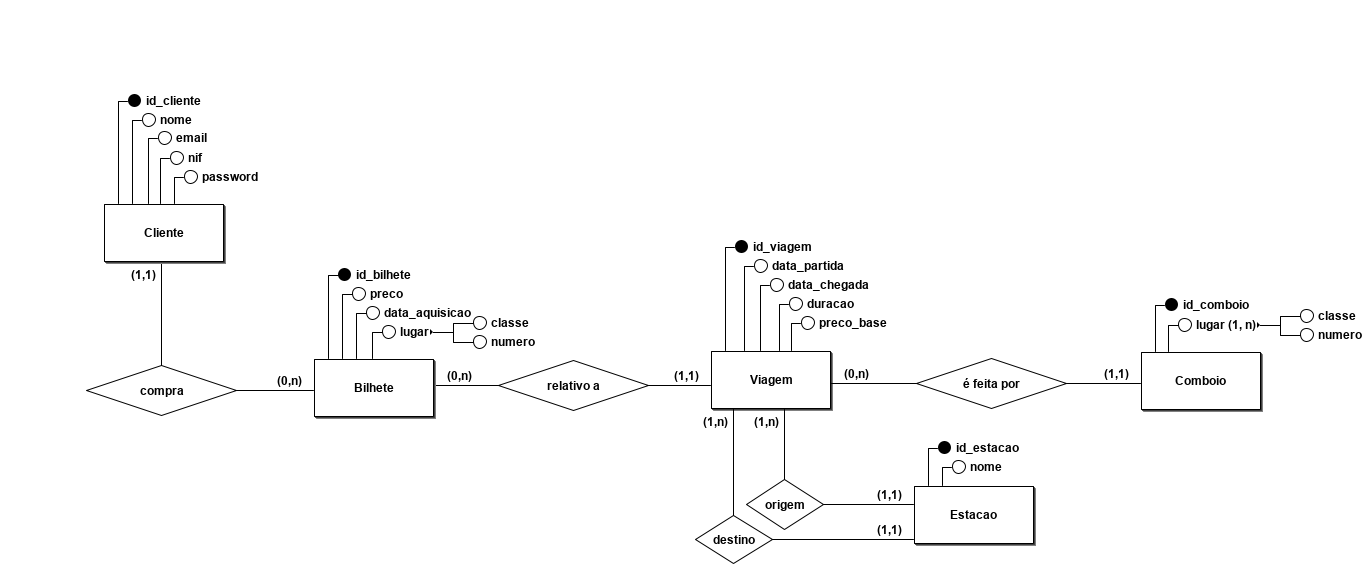 id_cliente
nome
email
nif
password
Cliente
(1,1)
compra
(0,n)
id_bilhete
preco
data_aquisicao
lugar
classe
numero
Bilhete
(0,n)
relativo a
(1,1)
id_viagem
data_partida
data_chegada
duracao
preco_base
Viagem
(0,n)
é feita por
(1,1)
id_comboio
lugar (1, n)
classe
numero
Comboio
(1,n)
(1,n)
origem
(1,1)
destino
(1,1)
id_estacao
nome
Estacao